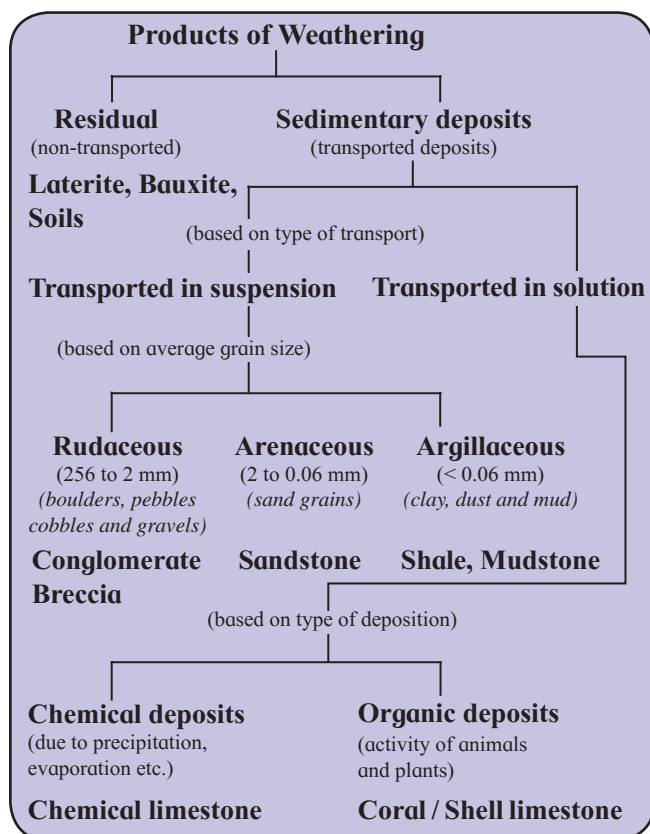 Products of Weathering
Residual
(non-transported)
Laterite, Bauxite,
Soils
Sedimentary deposits
(transported deposits)
(based on type of transport)
Transported in suspension
Transported in solution
(based on average grain size)
Rudaceous
(256 to 2 mm)
(boulders, pebbles
cobbles and gravels)
Conglomerate
Breccia
Arenaceous
(2 to 0.06 mm)
(sand grains)
Sandstone
Argillaceous
(< 0.06 mm)
(clay, dust and mud)
Shale, Mudstone
(based on type of deposition)
Chemical deposits
(due to precipitation,
evaporation etc.)
Chemical limestone
Organic deposits
(activity of animals
and plants)
Coral / Shell limestone